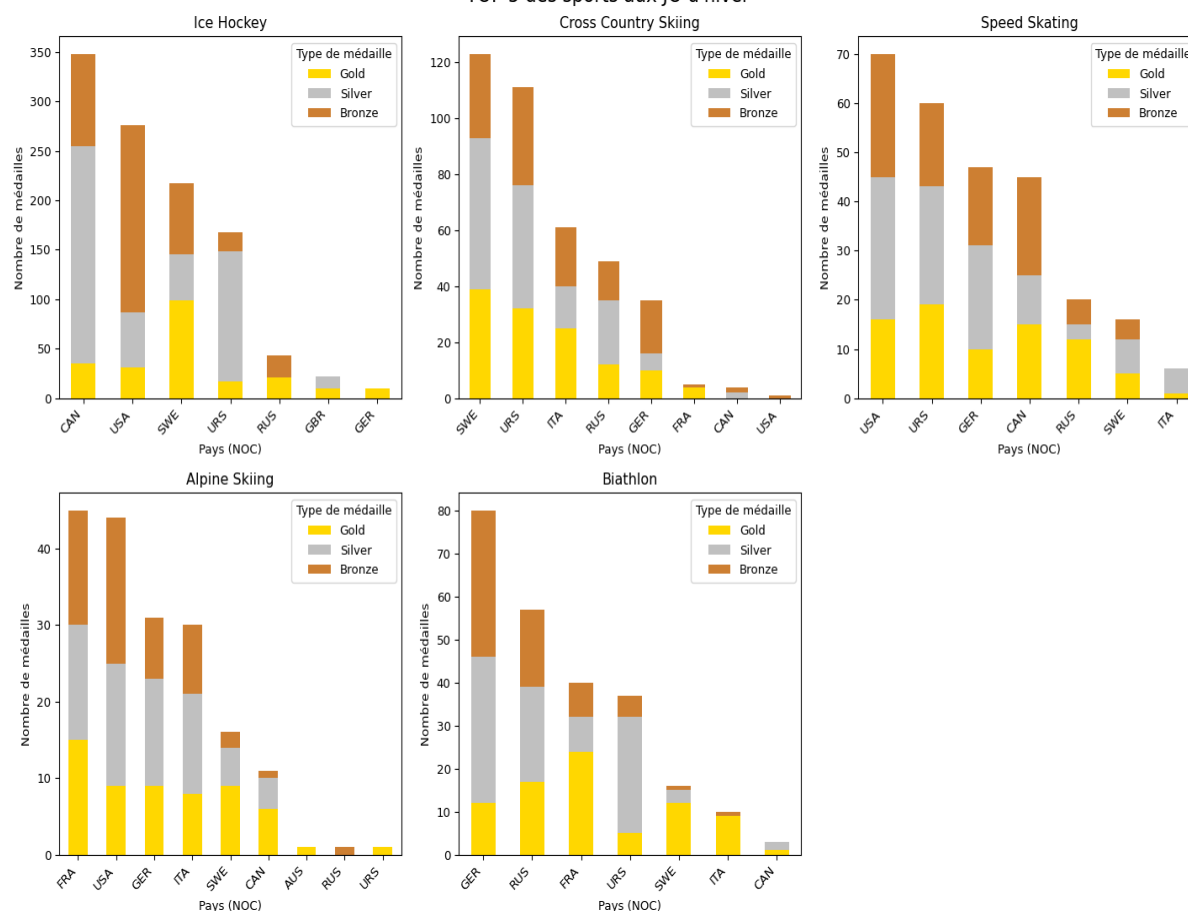 TOP 5 des sports aux JO d'hiver
Ice Hockey
Nombre de médailles
350
300
250
200
150
100
50
0
Type de médaille
Gold
Silver
Bronze
CAN
USA
SWE
URS
RUS
GBR
GER
Pays (NOC)
Cross Country Skiing
Nombre de médailles
120
100
80
60
40
20
0
Type de médaille
Gold
Silver
Bronze
SWE
URS
ITA
RUS
GER
FRA
CAN
USA
Pays (NOC)
Speed Skating
Nombre de médailles
70
60
50
40
30
20
10
0
Type de médaille
Gold
Silver
Bronze
USA
URS
GER
CAN
RUS
SWE
ITA
Pays (NOC)
Alpine Skiing
Nombre de médailles
40
30
20
10
0
Type de médaille
Gold
Silver
Bronze
FRA
USA
GER
ITA
SWE
CAN
AUS
RUS
URS
Pays (NOC)
Biathlon
Nombre de médailles
80
70
60
50
40
30
20
10
0
Type de médaille
Gold
Silver
Bronze
GER
RUS
FRA
URS
SWE
ITA
CAN
Pays (NOC)